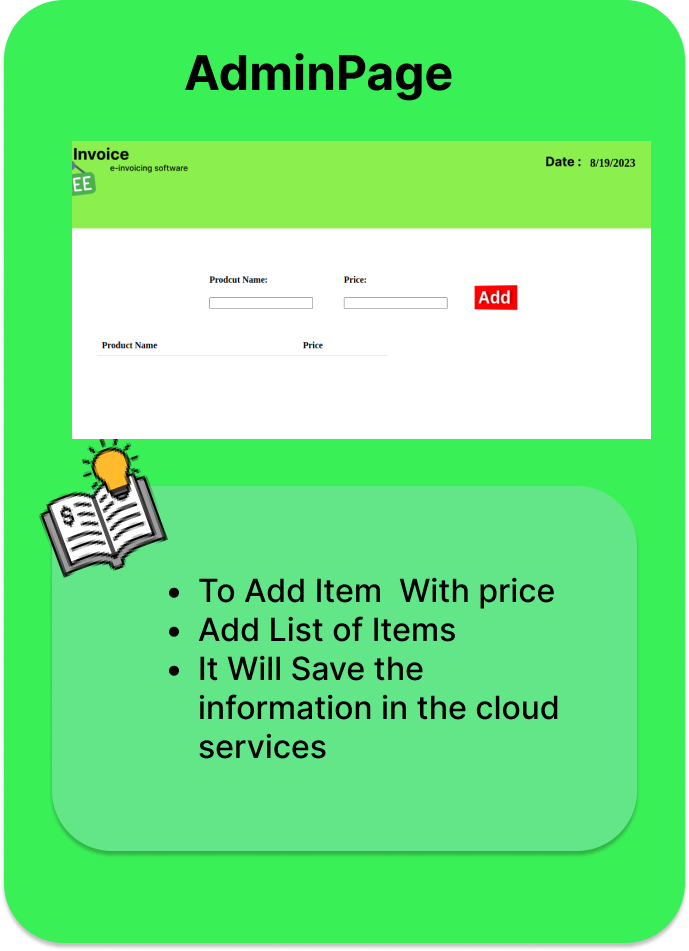 AdminPage
Invoice
e-invoicing software
EE
Date : 8/19/2023
Prodcut Name: Price:
Add
Product Name Price
$
• To Add Item  With price
• Add List of Items
• It Will Save the
information in the cloud
services